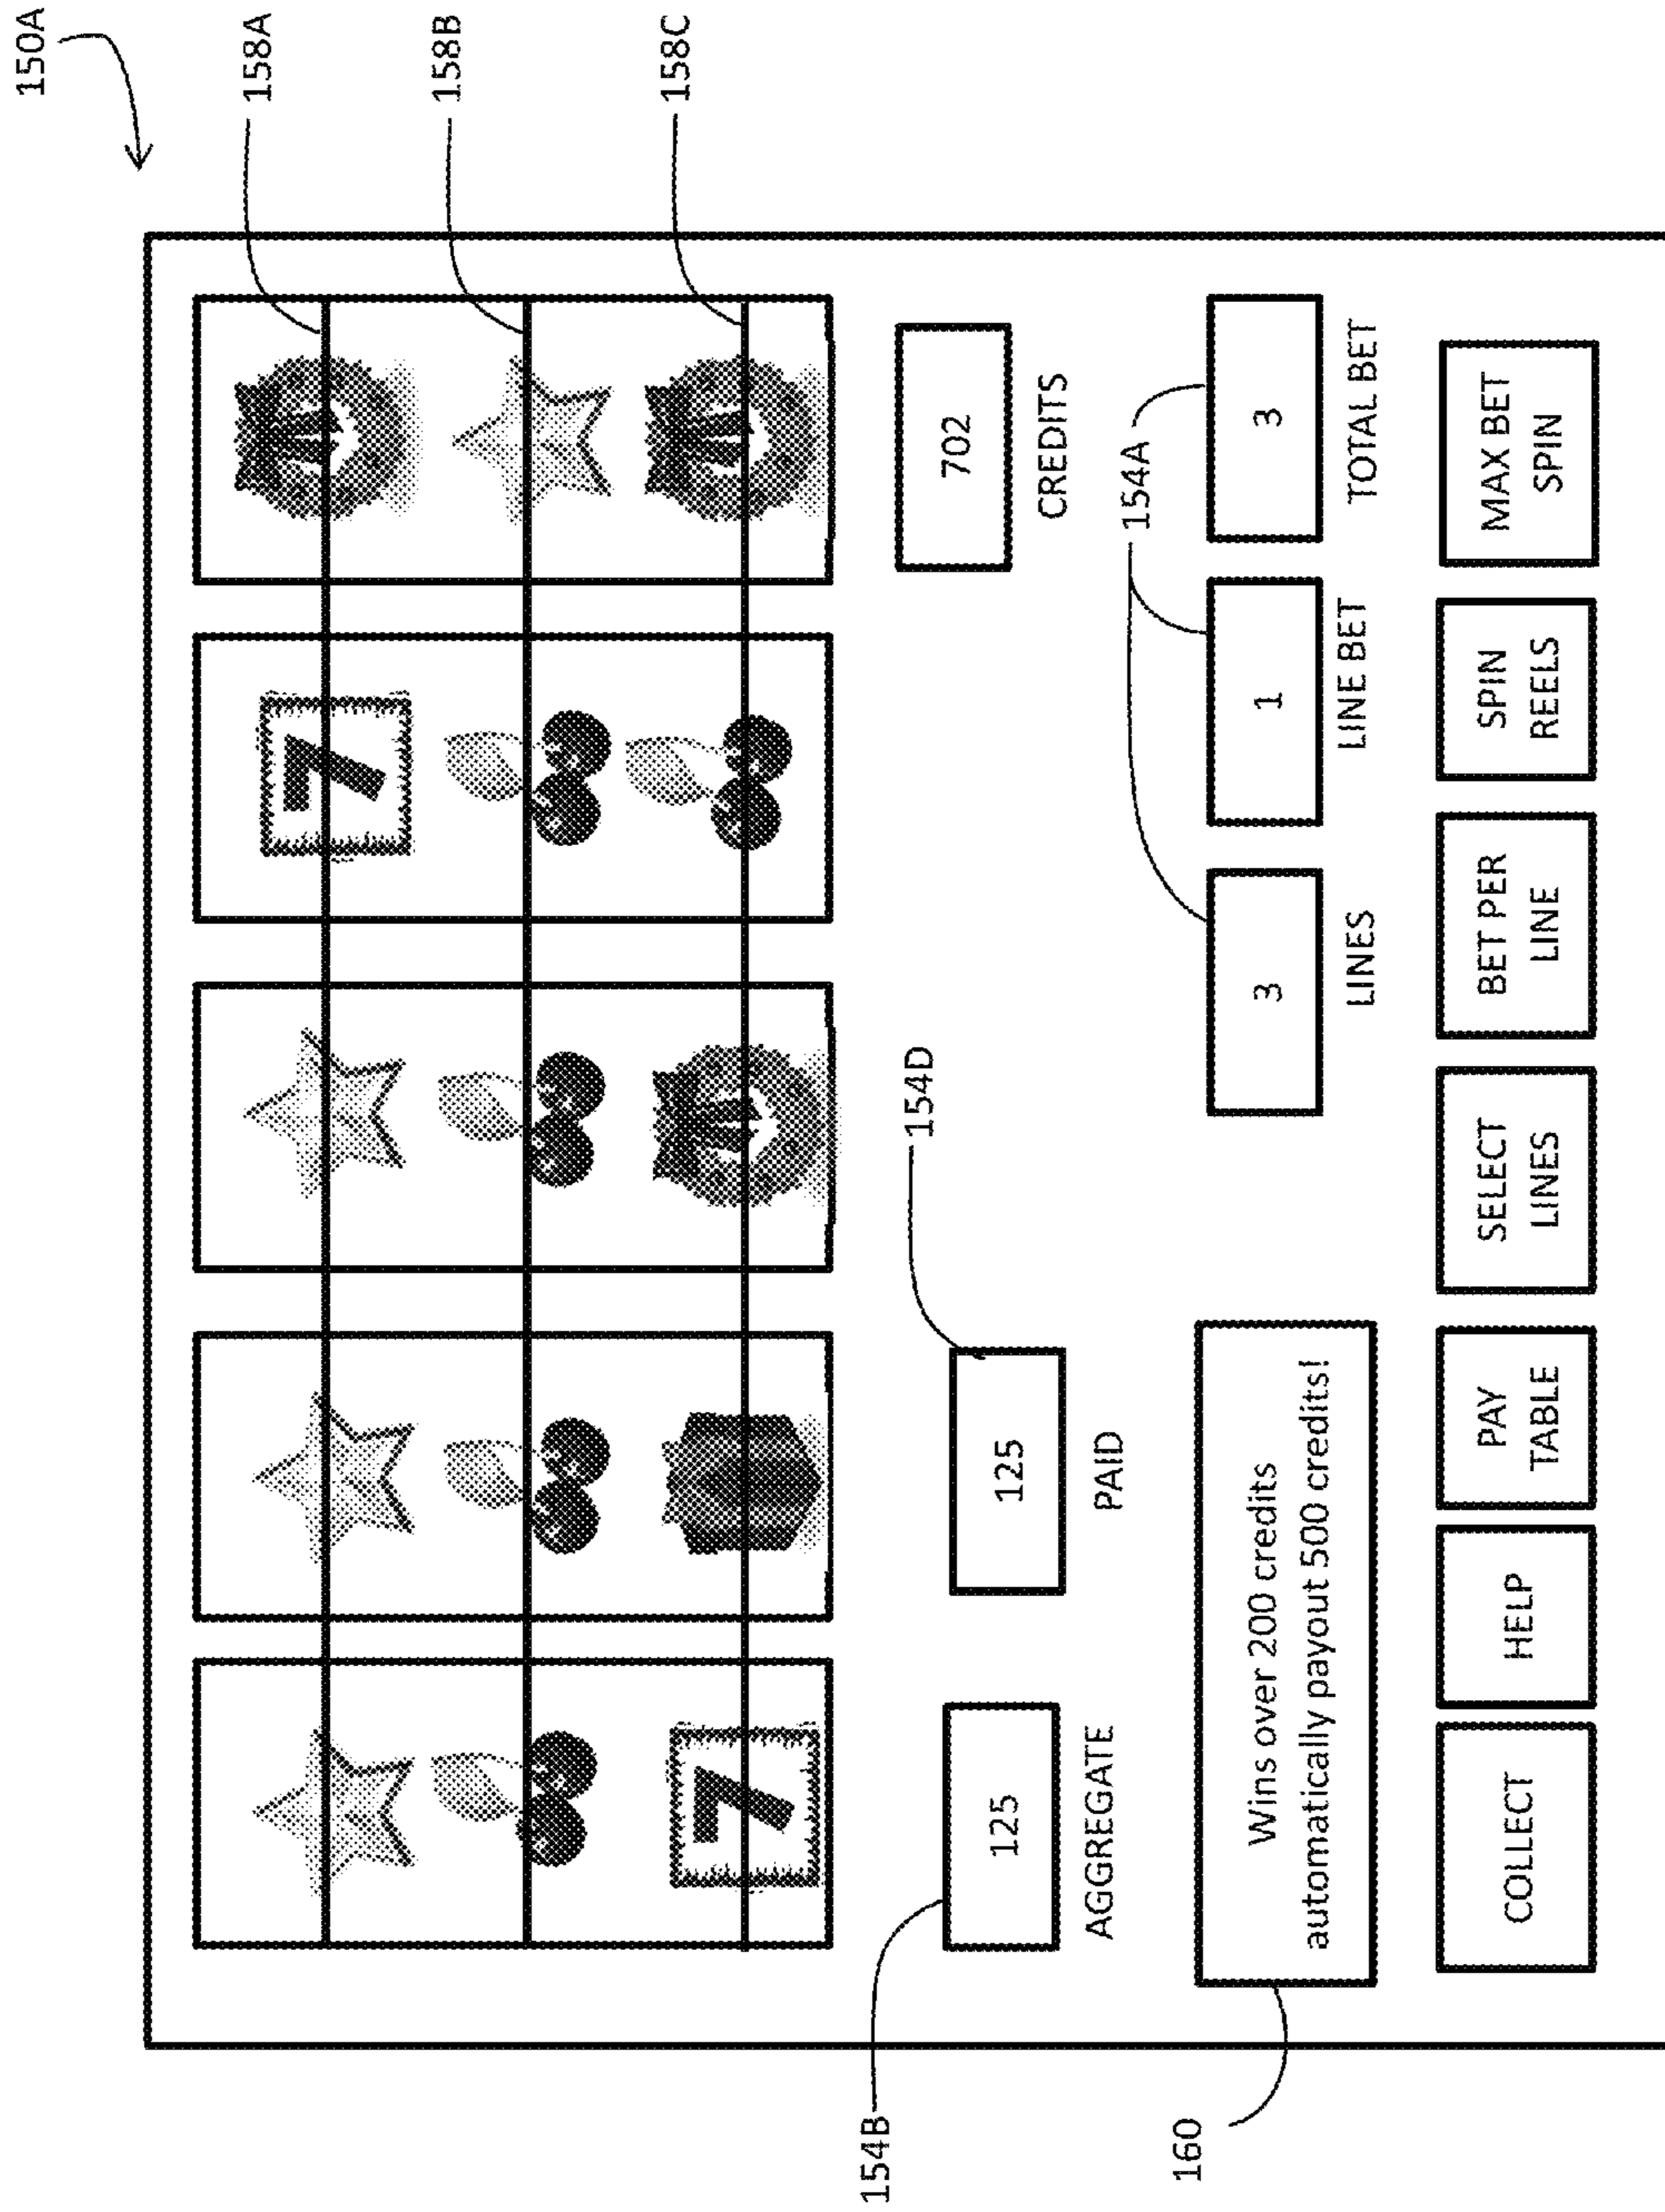 150A
158A
158B
158C
7
7
125
AGGREGATE
125
PAID
702
CREDITS
154B
154D
154A
Wins over 200 credits
automatically payout 500 credits!
160
3
LINES
1
LINE BET
3
TOTAL BET
COLLECT
HELP
PAY
TABLE
SELECT
LINES
BET PER
LINE
SPIN
REELS
MAX BET
SPIN